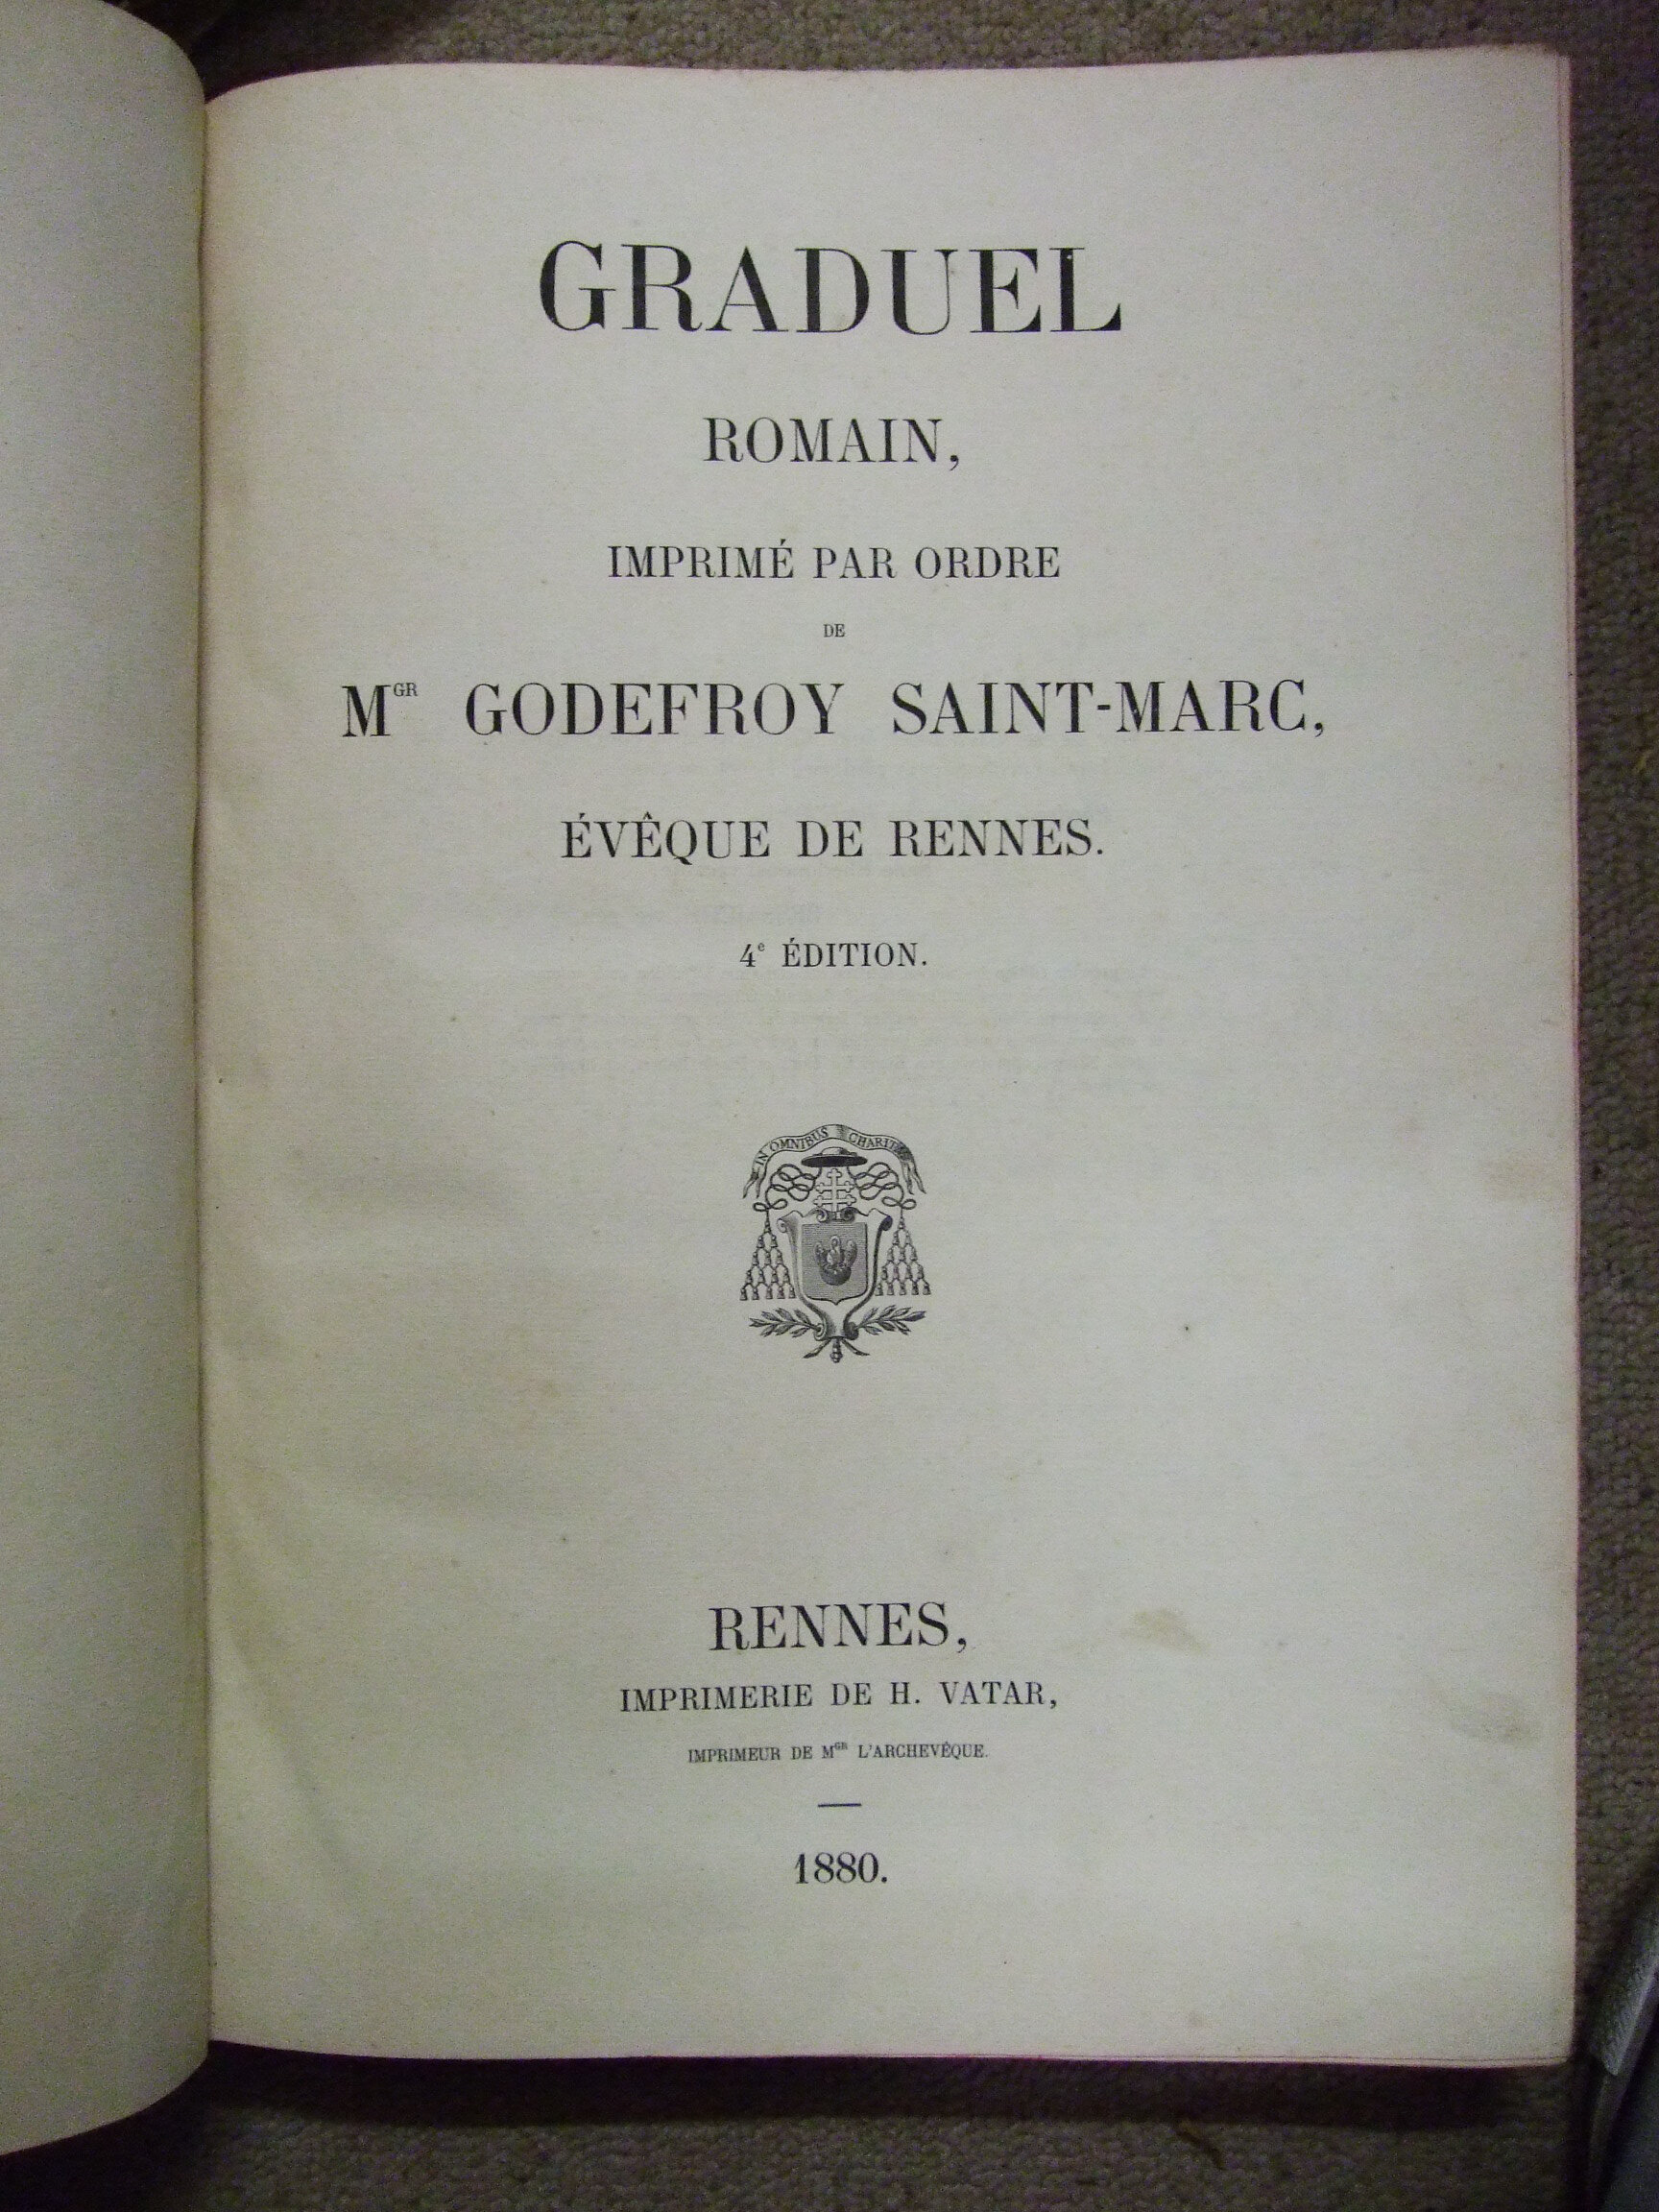 GRADUEL
ROMAIN,
IMPRIMÉ PAR ORDRE
DE
MGR GODEFROY SAINT-MARC,
ÉVÊQUE DE RENNES.
4e ÉDITION.
IN OMNIBUS CHARITAS
RENNES,
IMPRIMERIE DE H. VATAR,
IMPRIMEUR DE MGR L'ARCHEVÊQUE.
1880.